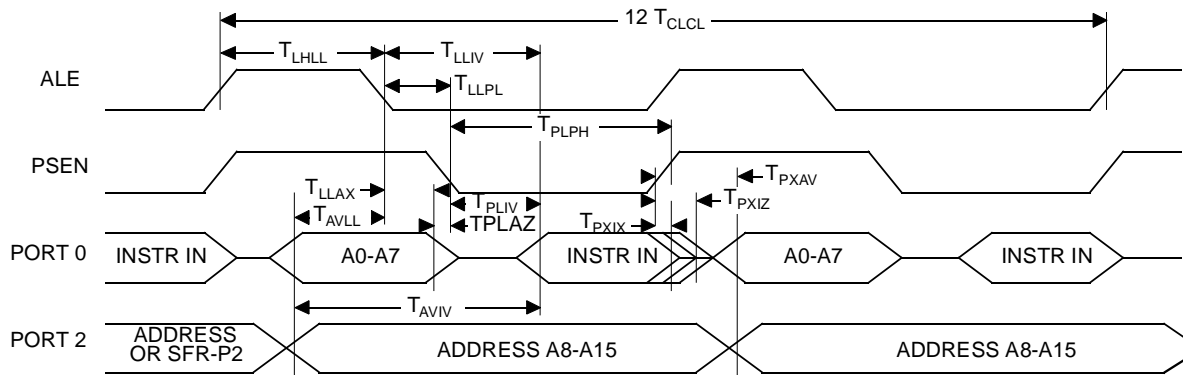 12 TCLCL
TLHLL TLLIV
ALE
TLLPL
TPLPH
PSEN
TLLAX TPXAV
TPLIV TPXIZ
TAVLL TPLAZ TPXIX
PORT 0 INSTR IN A0-A7 INSTR IN A0-A7 INSTR IN
TAVIV
PORT 2 ADDRESS OR SFR-P2 ADDRESS A8-A15 ADDRESS A8-A15